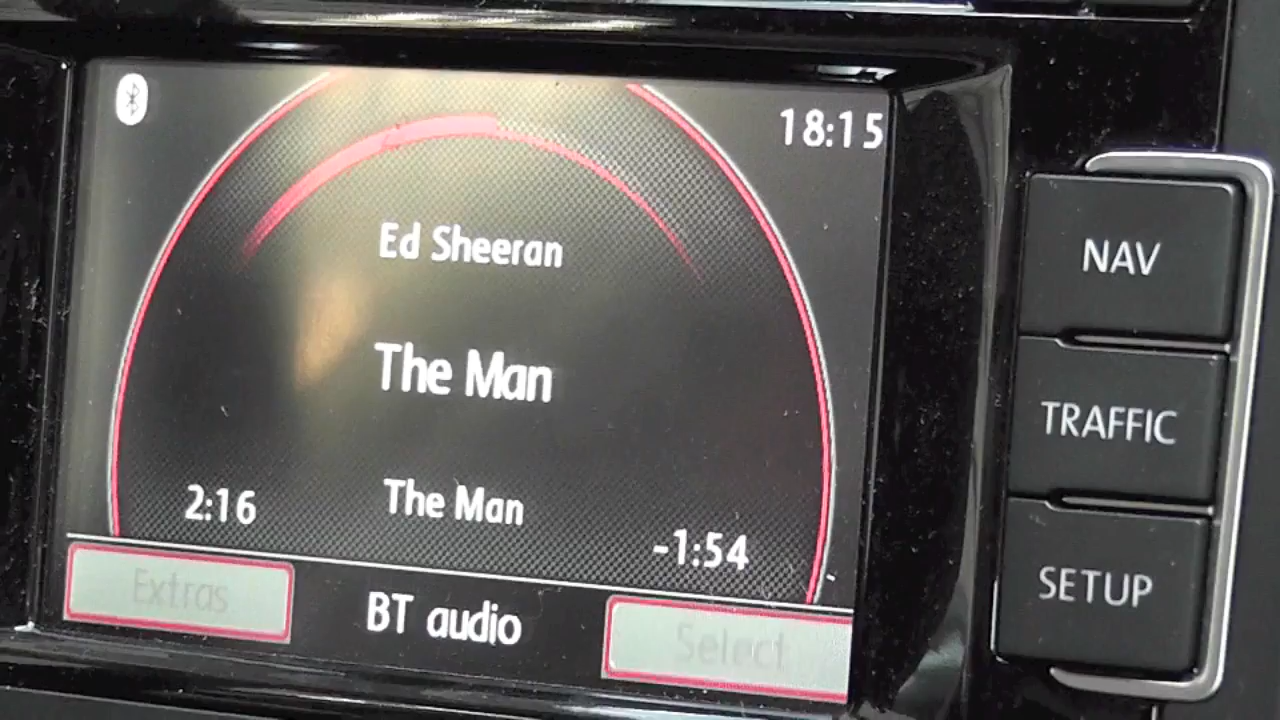 18:15
Ed Sheeran
The Man
The Man
2:16
-1:54
Extras
BT audio
Select
NAV
TRAFFIC
SETUP